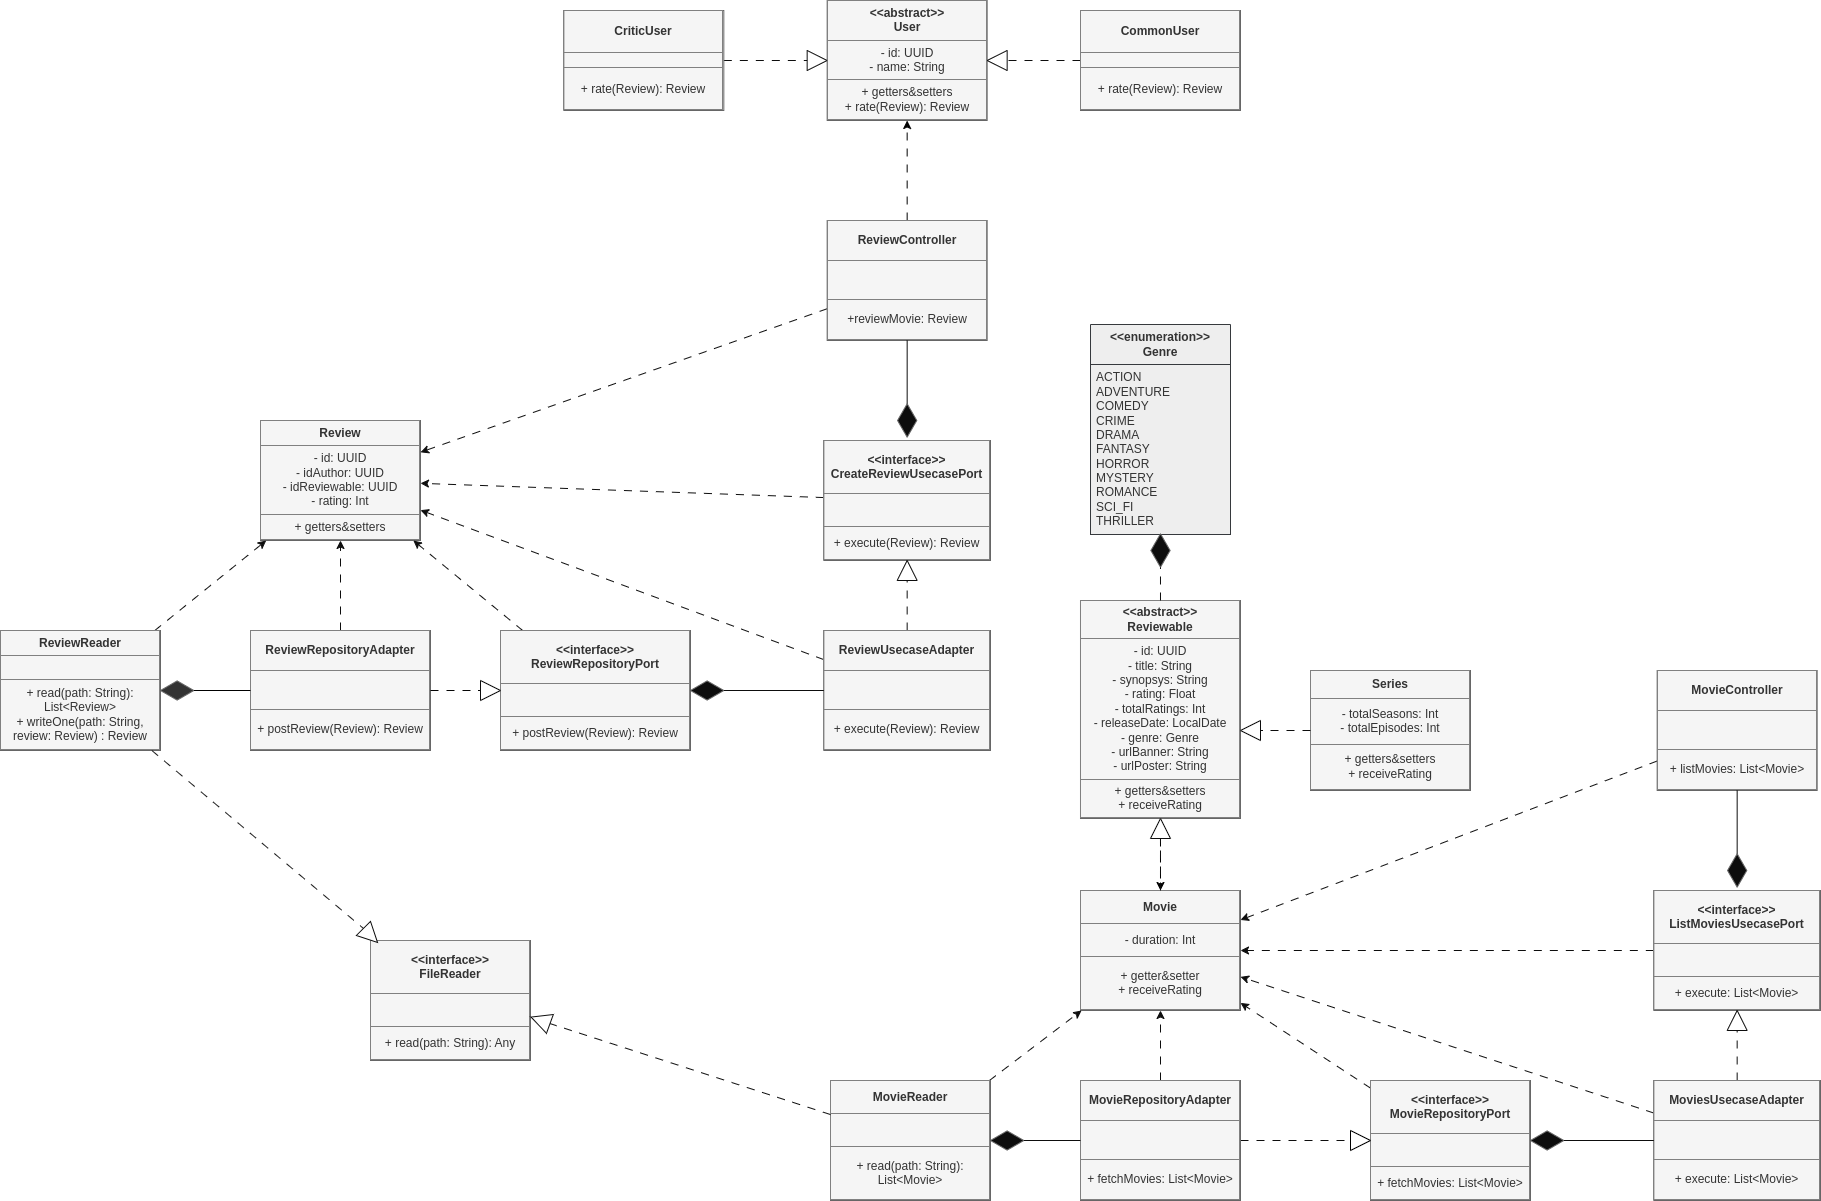 CriticUser
+ rate(Review): Review
<<abstract>>
User
- id: UUID
- name: String
+ getters&setters
+ rate(Review): Review
CommonUser
+ rate(Review): Review
ReviewController
+reviewMovie: Review
<<enumeration>>
Genre
ACTION
ADVENTURE
COMEDY
CRIME
DRAMA
FANTASY
HORROR
MYSTERY
ROMANCE
SCI_FI
THRILLER
Review
- id: UUID
- idAuthor: UUID
- idReviewable: UUID
- rating: Int
+ getters&setters
<<interface>>
CreateReviewUsecasePort
+ execute(Review): Review
ReviewReader
+ read(path: String):
List<Review>
+ writeOne(path: String,
review: Review) : Review
ReviewRepositoryAdapter
+ postReview(Review): Review
<<interface>>
ReviewRepositoryPort
+ postReview(Review): Review
ReviewUsecaseAdapter
+ execute(Review): Review
<<abstract>>
Reviewable
- id: UUID
- title: String
- synopsys: String
- rating: Float
- totalRatings: Int
- releaseDate: LocalDate
- genre: Genre
- urlBanner: String
- urlPoster: String
+ getters&setters
+ receiveRating
Series
- totalSeasons: Int
- totalEpisodes: Int
+ getters&setters
+ receiveRating
MovieController
+ listMovies: List<Movie>
<<interface>>
FileReader
+ read(path: String): Any
Movie
- duration: Int
+ getter&setter
+ receiveRating
<<interface>>
ListMoviesUsecasePort
+ execute: List<Movie>
MovieReader
+ read(path: String):
List<Movie>
MovieRepositoryAdapter
+ fetchMovies: List<Movie>
<<interface>>
MovieRepositoryPort
+ fetchMovies: List<Movie>
MoviesUsecaseAdapter
+ execute: List<Movie>